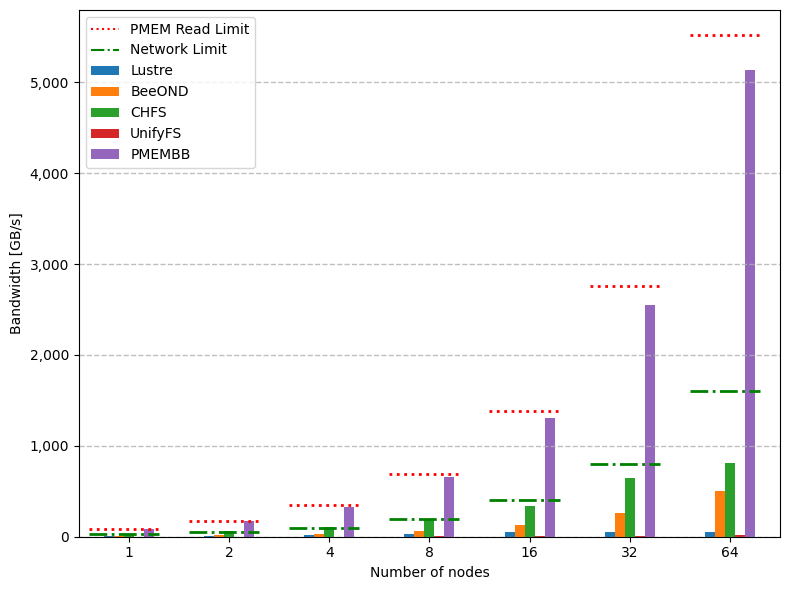 PMEM Read Limit
Network Limit
Lustre
BeeOND
CHFS
UnifyFS
PMEMBB
5,000
4,000
3,000
2,000
1,000
0
Bandwidth [GB/s]
1 2 4 8 16 32 64
Number of nodes